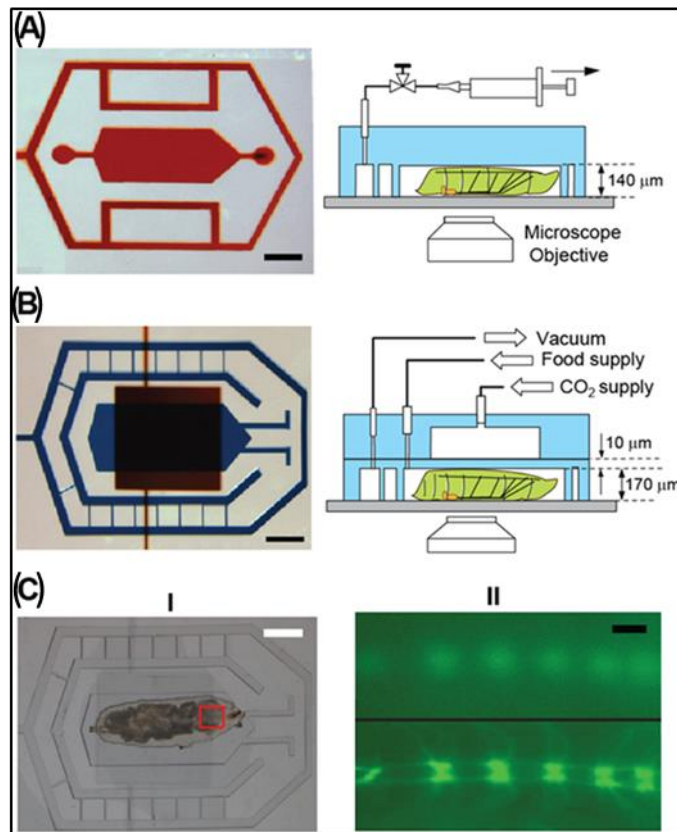 (A)
140 μm
Microscope
Objective
(B)
Vacuum
Food supply
CO₂ supply
10 μm
170 μm
(C)
I
II